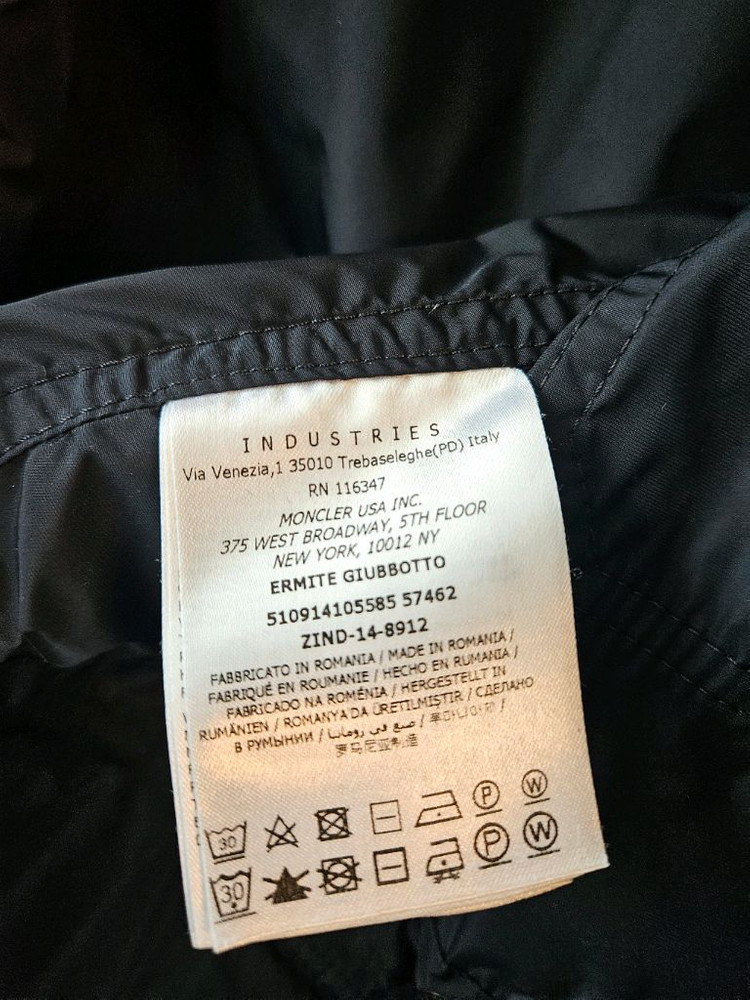 INDUSTRIES
Via Venezia,1 35010 Trebaseleghe(PD) Italy
RN 116347
MONCLER USA INC.
375 WEST BROADWAY, 5TH FLOOR
NEW YORK, 10012 NY
ERMITE GIUBBOTTO
510914105585 57462
ZIND-14-8912
FABBRICATO IN ROMANIA / MADE IN ROMANIA /
FABRIQUÉ EN ROUMANIE / HECHO EN RUMANIA /
FABRICADO NA ROMÉNIA / HERGESTELLT IN
RUMÄNIEN / ROMANYA DA ÜRETILMIŞTIR / СДЕЛАНО
В РУМЫНИИ / صنع في رومانيا / 루마니아제 /
罗马尼亚制造
30 P W
30 P W